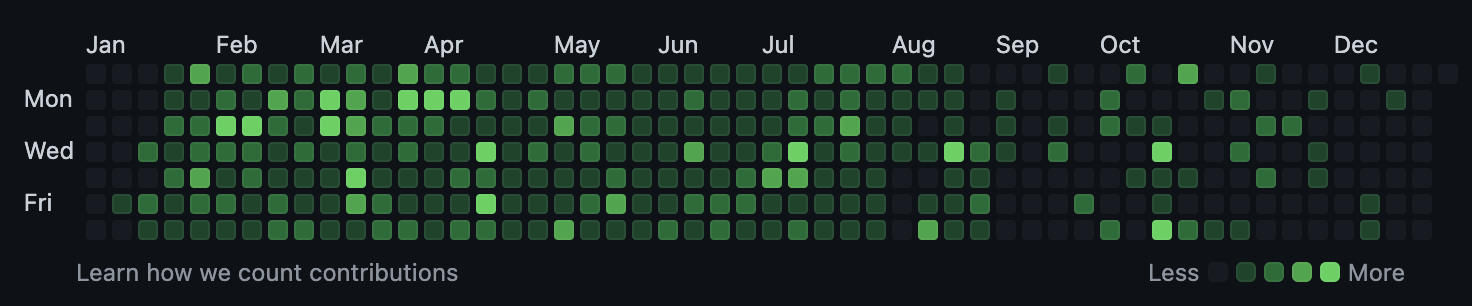 Jan Feb Mar Apr May Jun Jul Aug Sep Oct Nov Dec
Mon
Wed
Fri
Learn how we count contributions
Less More